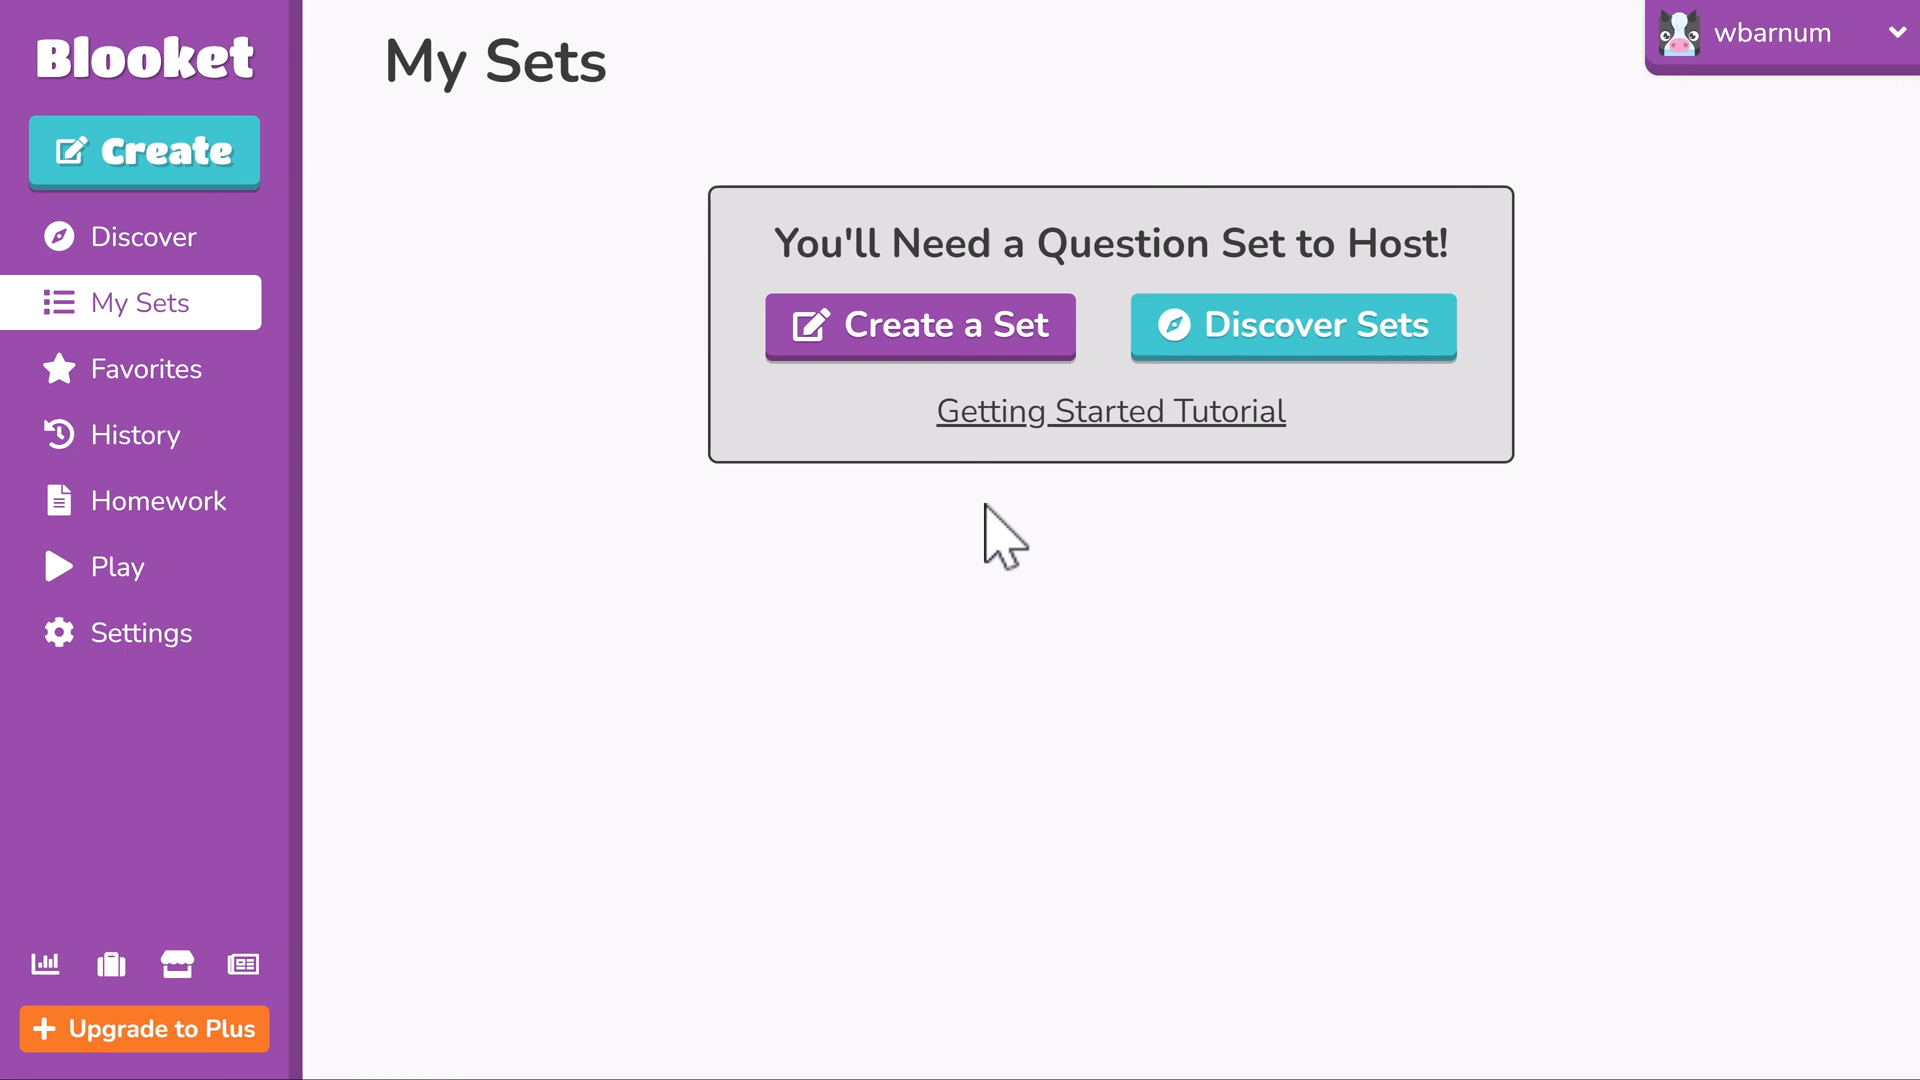 Blooket
Create
Discover
My Sets
Favorites
History
Homework
Play
Settings
Upgrade to Plus
My Sets
wbarnum
You'll Need a Question Set to Host!
Create a Set
Discover Sets
Getting Started Tutorial